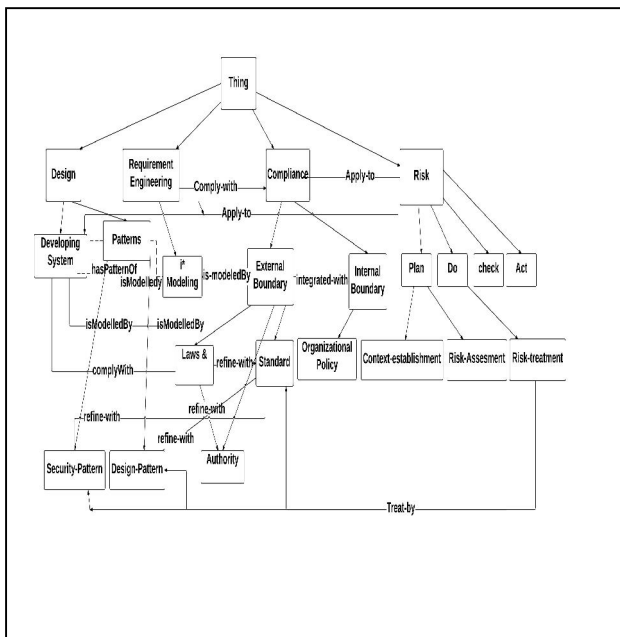 Thing
Design
Requirement
Engineering
Comply-with
Compliance
Apply-to
Risk
Apply-to
Developing
System
Patterns
hasPatternOf
isModelledy
i*
Modeling
is-modeledBy
External
Boundary
integrated-with
Internal
Boundary
Plan
Do
check
Act
isModelledBy
isModelledBy
Laws &
refine-with
Standard
Organizational
Policy
Context-establishment
Risk-Assesment
Risk-treatment
complyWith
refine-with
refine-with
refine-with
Security-Pattern
Design-Pattern
Authority
Treat-by